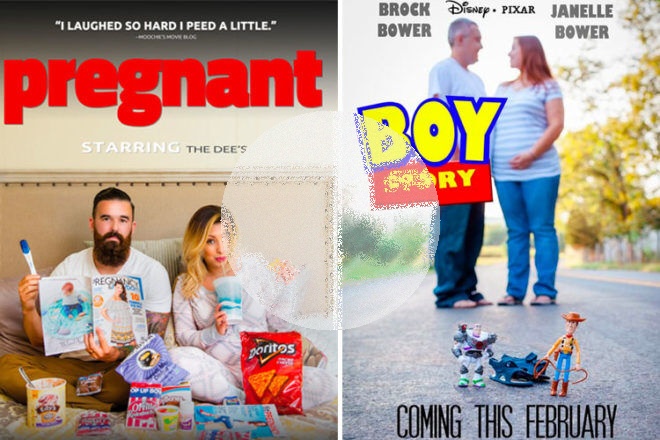 "I LAUGHED SO HARD I PEED A LITTLE."
—MOOCHIE'S MOVIE BLOG
pregnant
STARRING THE DEE'S
PREGNANCY
Doritos
BROCK
BOWER
Disney · PIXAR
JANELLE
BOWER
BOY
STORY
COMING THIS FEBRUARY